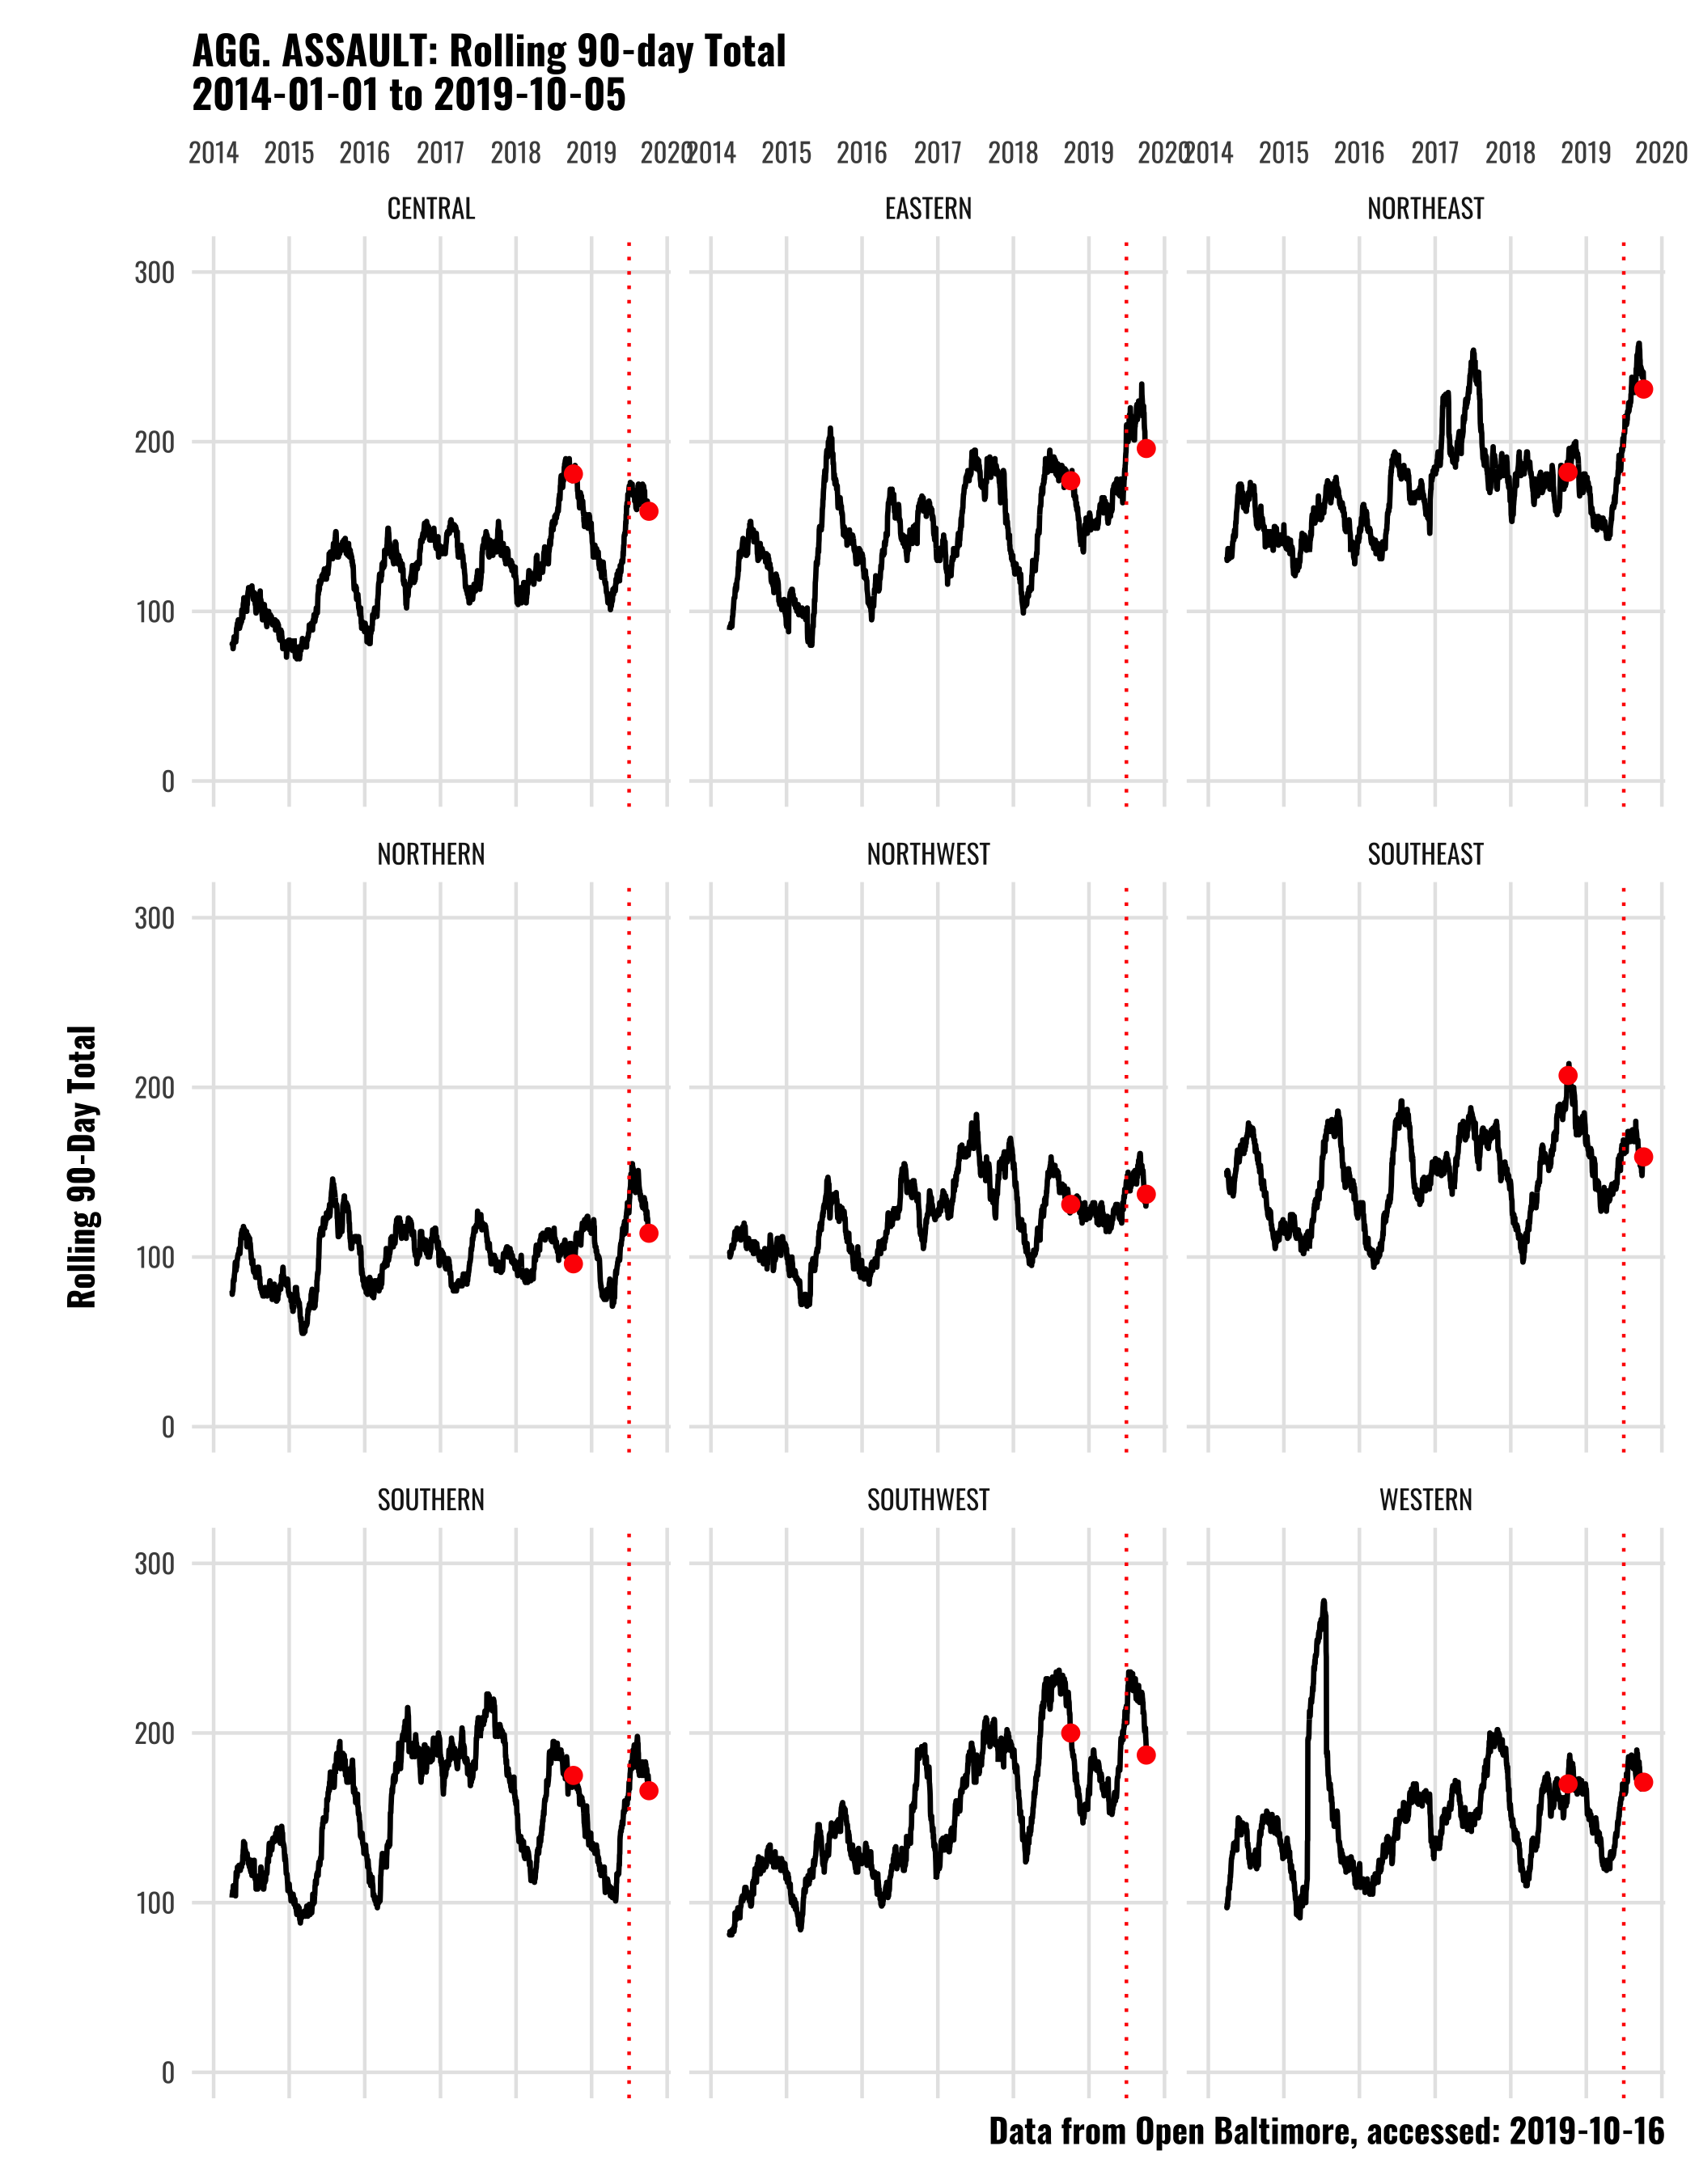 AGG. ASSAULT: Rolling 90-day Total
2014-01-01 to 2019-10-05
2014 2015 2016 2017 2018 2019 2020 2014 2015 2016 2017 2018 2019 2020 2014 2015 2016 2017 2018 2019 2020
CENTRAL EASTERN NORTHEAST
300
200
100
0
NORTHERN NORTHWEST SOUTHEAST
300
200
100
0
Rolling 90-Day Total
SOUTHERN SOUTHWEST WESTERN
300
200
100
0
Data from Open Baltimore, accessed: 2019-10-16